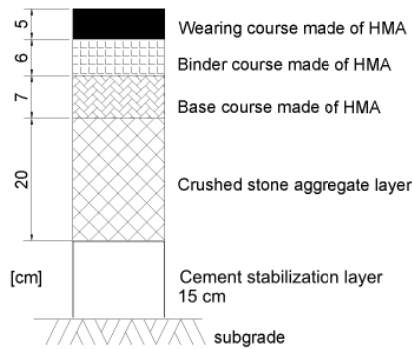 5
Wearing course made of HMA
6
Binder course made of HMA
7
Base course made of HMA
20
Crushed stone aggregate layer
[cm]
Cement stabilization layer
15 cm
subgrade